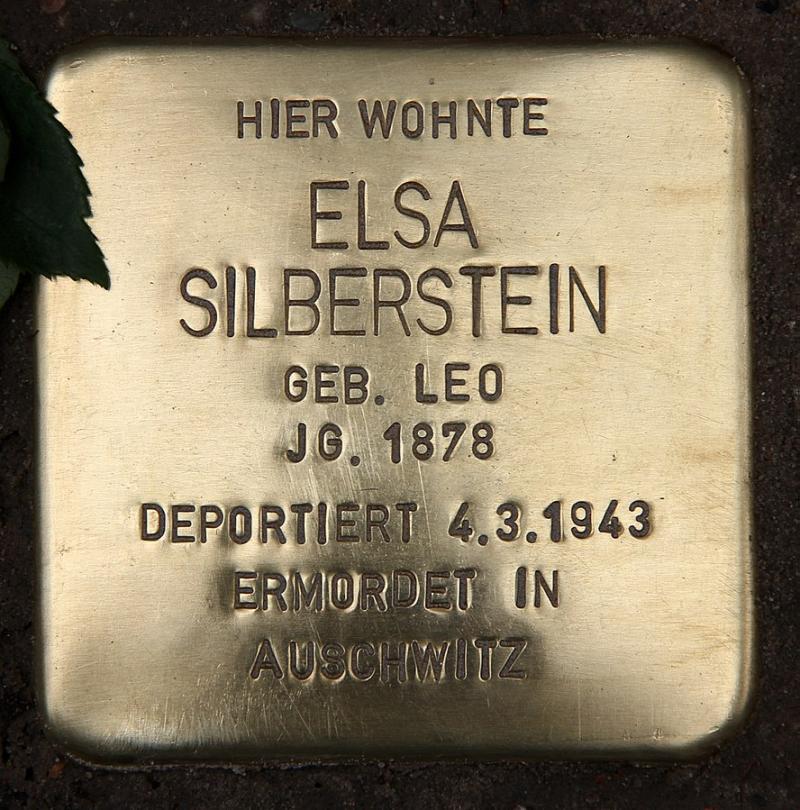 HIER WOHNTE
ELSA
SILBERSTEIN
GEB. LEO
JG. 1878
DEPORTIERT 4.3.1943
ERMORDET IN
AUSCHWITZ